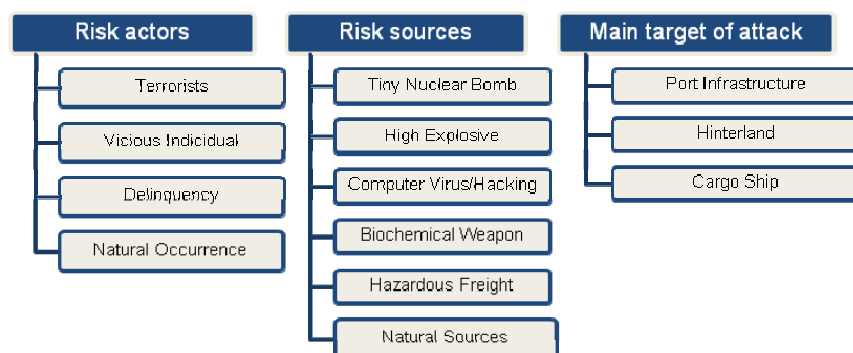 Risk actors
Terrorists
Vicious Indicidual
Delinquency
Natural Occurrence
Risk sources
Tiny Nuclear Bomb
High Explosive
Computer Virus/Hacking
Biochemical Weapon
Hazardous Freight
Natural Sources
Main target of attack
Port Infrastructure
Hinterland
Cargo Ship